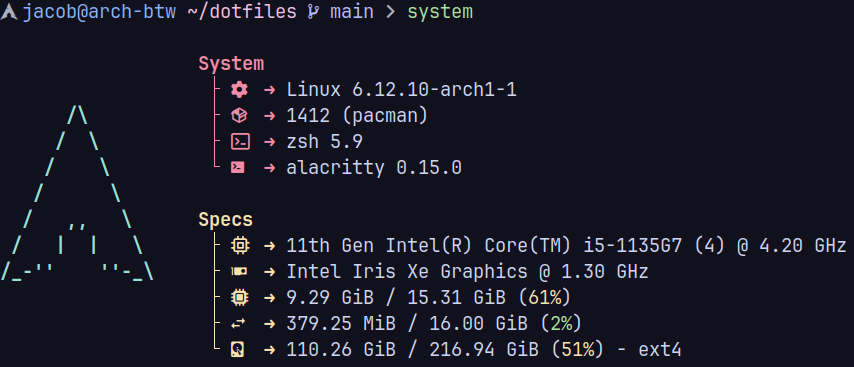 jacob@arch-btw ~/dotfiles main > system
System
→ Linux 6.12.10-arch1-1
→ 1412 (pacman)
→ zsh 5.9
→ alacritty 0.15.0
Specs
→ 11th Gen Intel(R) Core(TM) i5-1135G7 (4) @ 4.20 GHz
→ Intel Iris Xe Graphics @ 1.30 GHz
→ 9.29 GiB / 15.31 GiB (61%)
→ 379.25 MiB / 16.00 GiB (2%)
→ 110.26 GiB / 216.94 GiB (51%) - ext4